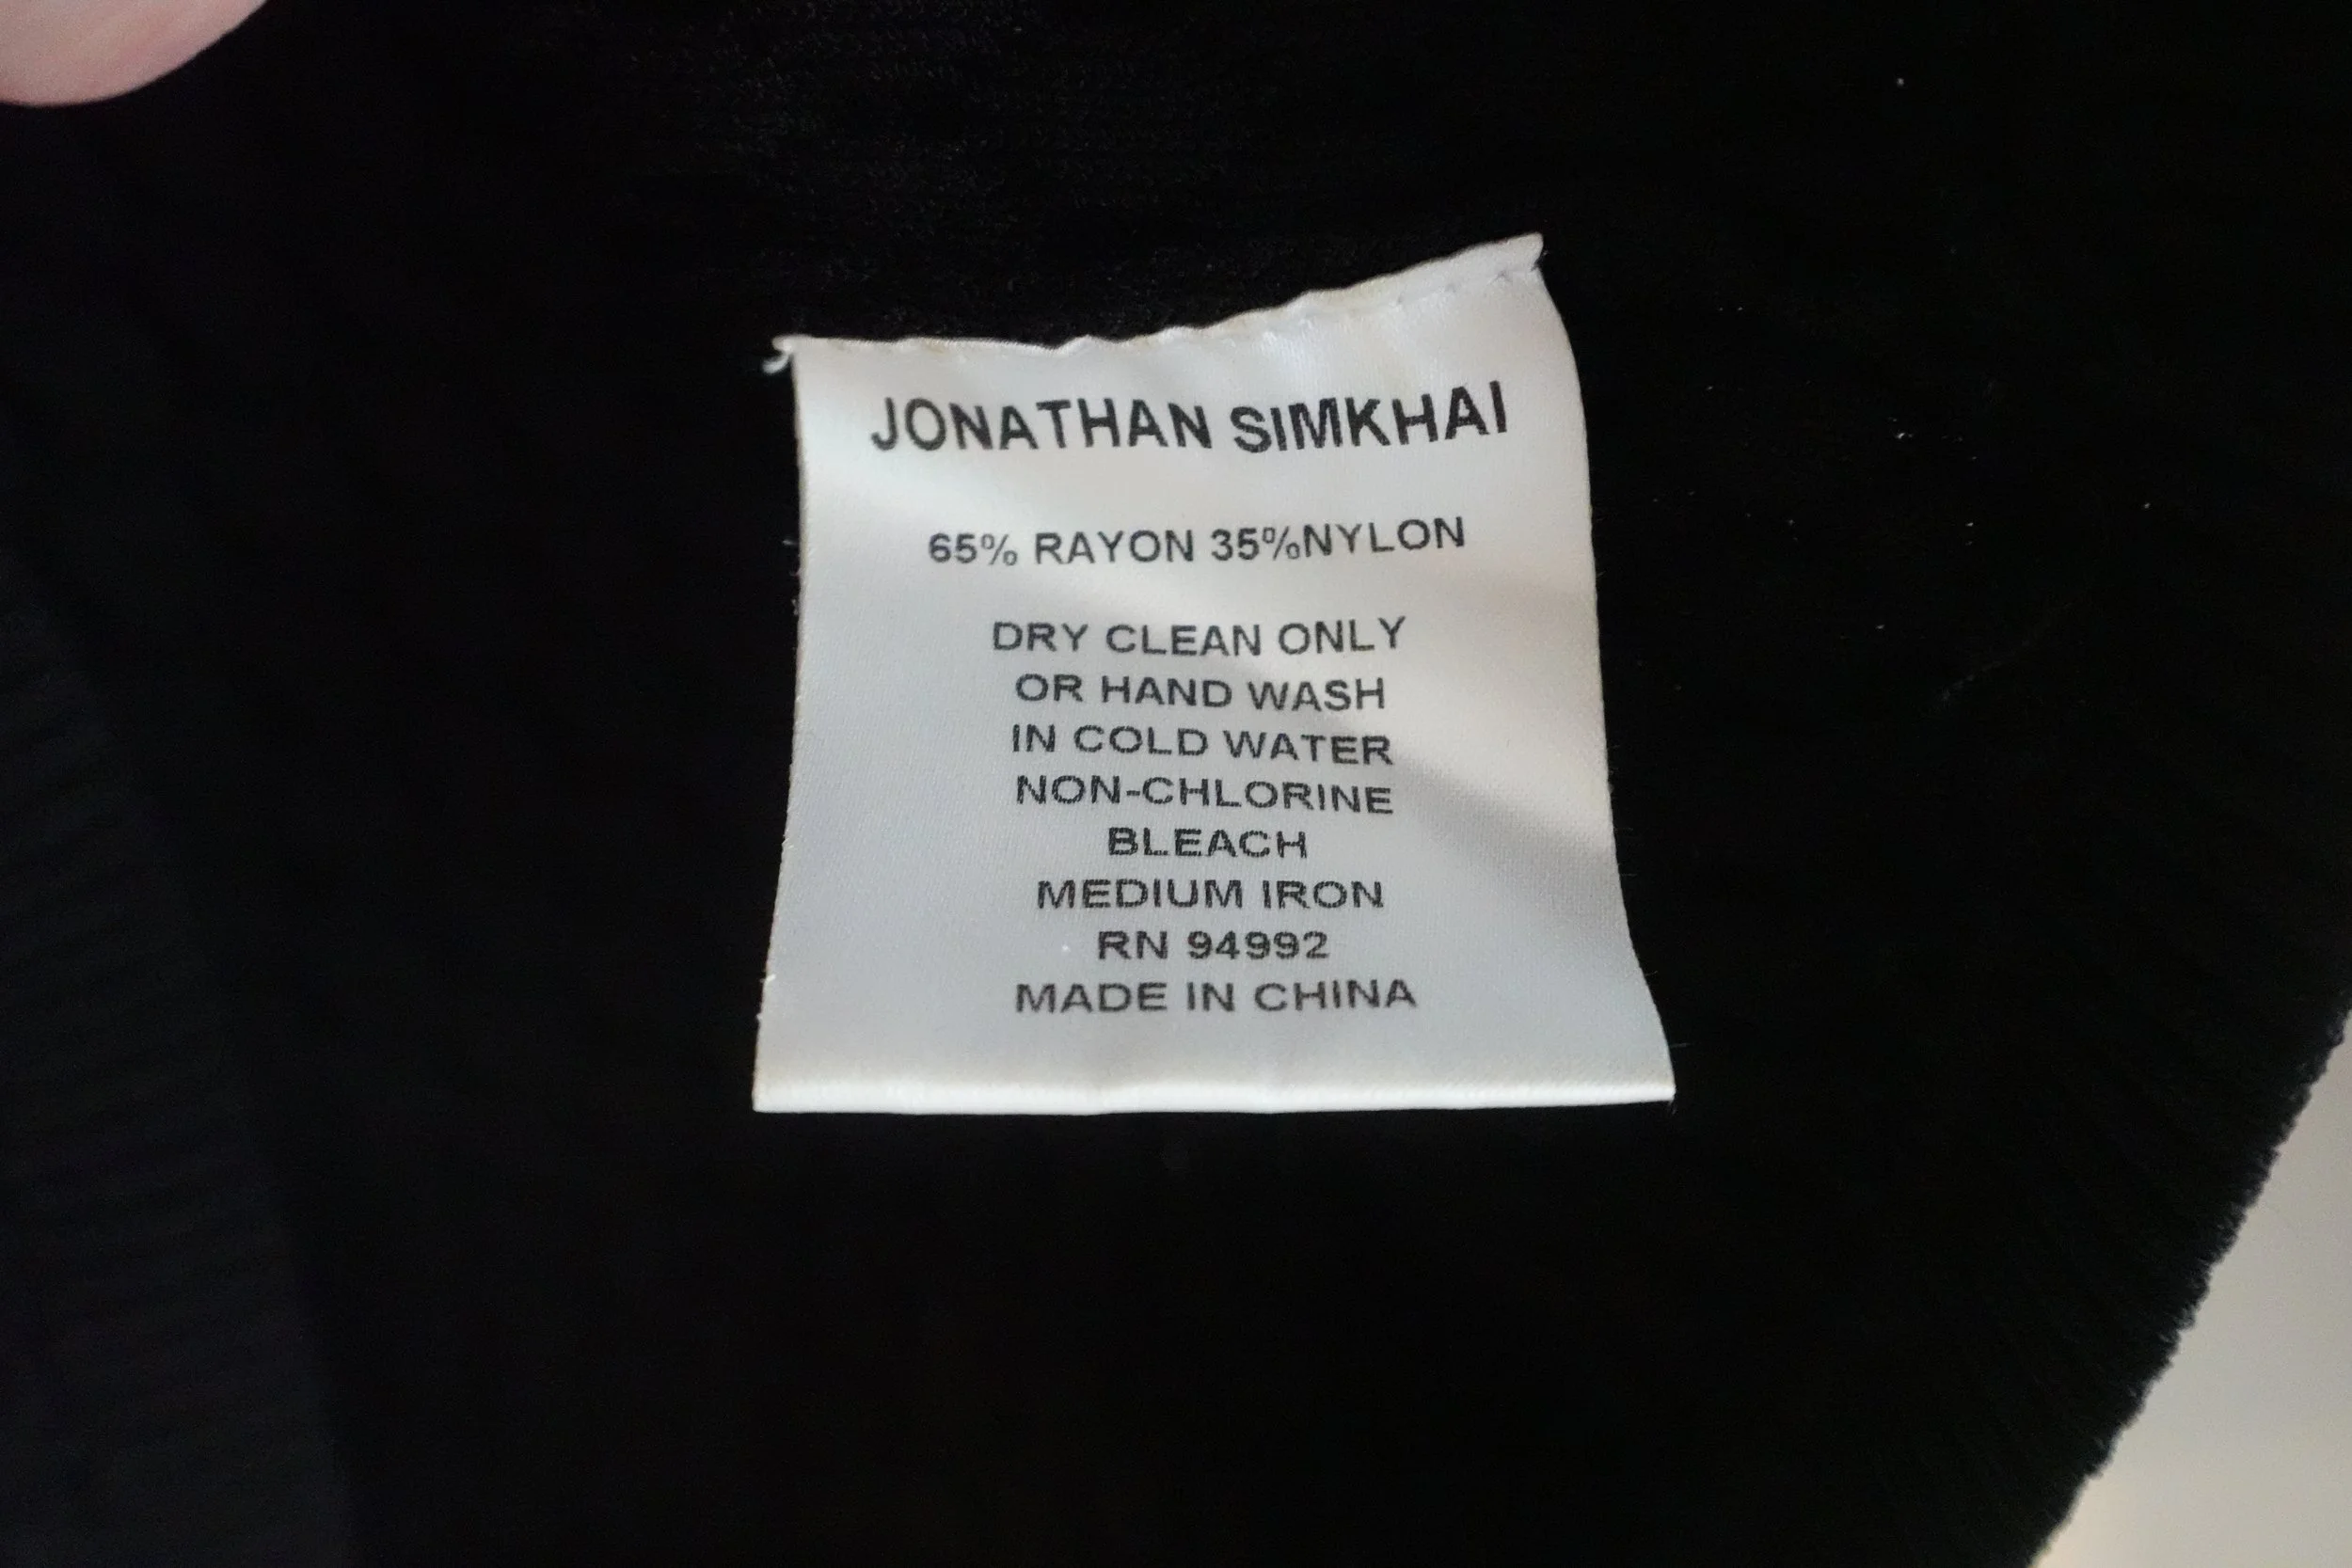 JONATHAN SIMKHAI
65% RAYON 35%NYLON
DRY CLEAN ONLY
OR HAND WASH
IN COLD WATER
NON-CHLORINE
BLEACH
MEDIUM IRON
RN 94992
MADE IN CHINA